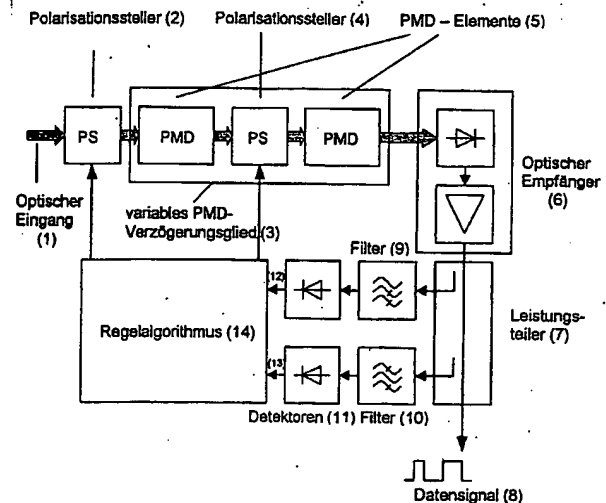 Polarisationssteller (2)
Polarisationssteller (4)
PMD – Elemente (5)
PS
PMD
PS
PMD
Optischer
Eingang
(1)
variables PMD-
Verzögerungsglied (3)
Optischer
Empfänger
(6)
Filter (9)
(12)
Regelalgorithmus (14)
Leistungs-
teiler (7)
(13)
Detektoren (11) Filter (10)
Datensignal (8)